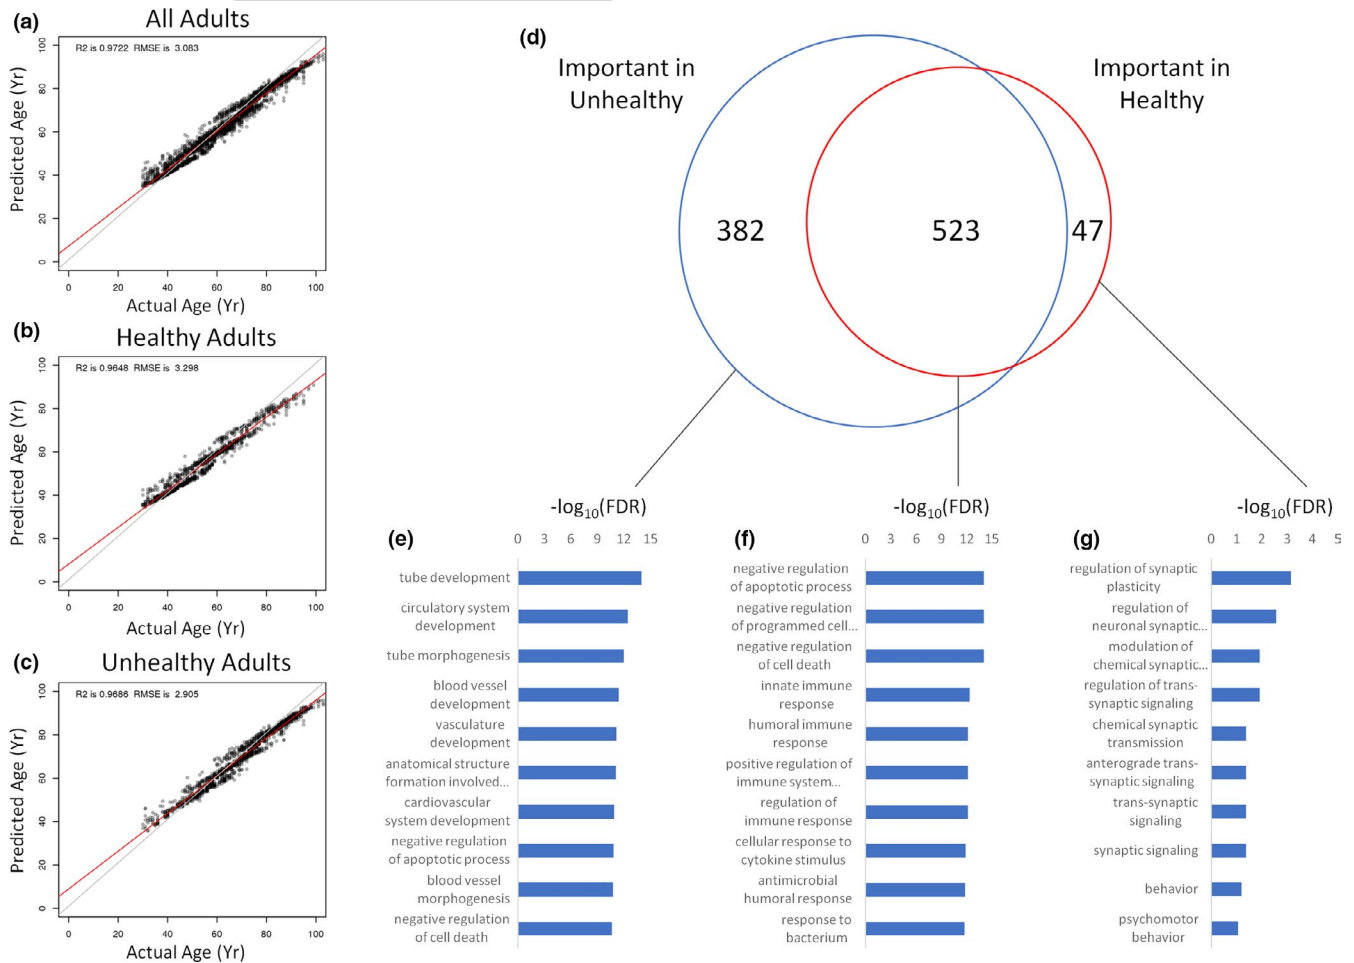 (a)
All Adults
R2 is 0.9722 RMSE is 3.083
Predicted Age (Yr)
0 20 40 60 80 100
0 20 40 60 80 100
Actual Age (Yr)
(b)
Healthy Adults
R2 is 0.9648 RMSE is 3.298
Predicted Age (Yr)
0 20 40 60 80 100
0 20 40 60 80 100
Actual Age (Yr)
(c)
Unhealthy Adults
R2 is 0.9686 RMSE is 2.905
Predicted Age (Yr)
0 20 40 60 80 100
0 20 40 60 80 100
Actual Age (Yr)
(d)
Important in
Unhealthy
Important in
Healthy
382
523
47
(e)
-log10(FDR)
0 3 6 9 12 15
tube development
circulatory system
development
tube morphogenesis
blood vessel
development
vasculature
development
anatomical structure
formation involved...
cardiovascular
system development
negative regulation
of apoptotic process
blood vessel
morphogenesis
negative regulation
of cell death
(f)
-log10(FDR)
0 3 6 9 12 15
negative regulation
of apoptotic process
negative regulation
of programmed cell...
negative regulation
of cell death
innate immune
response
humoral immune
response
positive regulation of
immune system...
regulation of
immune response
cellular response to
cytokine stimulus
antimicrobial
humoral response
response to
bacterium
(g)
-log10(FDR)
0 1 2 3 4 5
regulation of synaptic
plasticity
regulation of
neuronal synaptic...
modulation of
chemical synaptic...
regulation of trans-
synaptic signaling
chemical synaptic
transmission
anterograde trans-
synaptic signaling
trans-synaptic
signaling
synaptic signaling
behavior
psychomotor
behavior